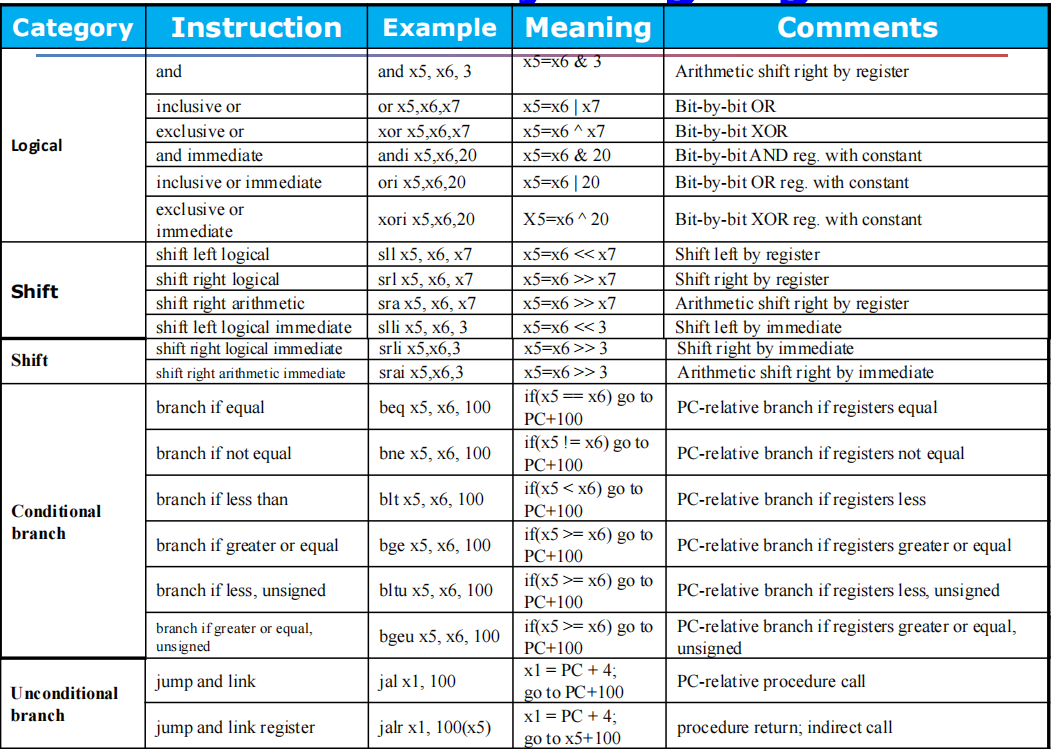 Category Instruction Example Meaning Comments
Logical
and and x5, x6, 3 x5=x6 & 3 Arithmetic shift right by register
inclusive or or x5,x6,x7 x5=x6 | x7 Bit-by-bit OR
exclusive or xor x5,x6,x7 x5=x6 ^ x7 Bit-by-bit XOR
and immediate andi x5,x6,20 x5=x6 & 20 Bit-by-bit AND reg. with constant
inclusive or immediate ori x5,x6,20 x5=x6 | 20 Bit-by-bit OR reg. with constant
exclusive or
immediate xori x5,x6,20 X5=x6 ^ 20 Bit-by-bit XOR reg. with constant
Shift
shift left logical sll x5, x6, x7 x5=x6 << x7 Shift left by register
shift right logical srl x5, x6, x7 x5=x6 >> x7 Shift right by register
shift right arithmetic sra x5, x6, x7 x5=x6 >> x7 Arithmetic shift right by register
shift left logical immediate slli x5, x6, 3 x5=x6 << 3 Shift left by immediate
Shift
shift right logical immediate srli x5,x6,3 x5=x6 >> 3 Shift right by immediate
shift right arithmetic immediate srai x5,x6,3 x5=x6 >> 3 Arithmetic shift right by immediate
Conditional
branch
branch if equal beq x5, x6, 100 if(x5 == x6) go to
PC+100 PC-relative branch if registers equal
branch if not equal bne x5, x6, 100 if(x5 != x6) go to
PC+100 PC-relative branch if registers not equal
branch if less than blt x5, x6, 100 if(x5 < x6) go to
PC+100 PC-relative branch if registers less
branch if greater or equal bge x5, x6, 100 if(x5 >= x6) go to
PC+100 PC-relative branch if registers greater or equal
branch if less, unsigned bltu x5, x6, 100 if(x5 >= x6) go to
PC+100 PC-relative branch if registers less, unsigned
branch if greater or equal,
unsigned bgeu x5, x6, 100 if(x5 >= x6) go to
PC+100 PC-relative branch if registers greater or equal,
unsigned
Unconditional
branch
jump and link jal x1, 100 x1 = PC + 4;
go to PC+100 PC-relative procedure call
jump and link register jalr x1, 100(x5) x1 = PC + 4;
go to x5+100 procedure return; indirect call